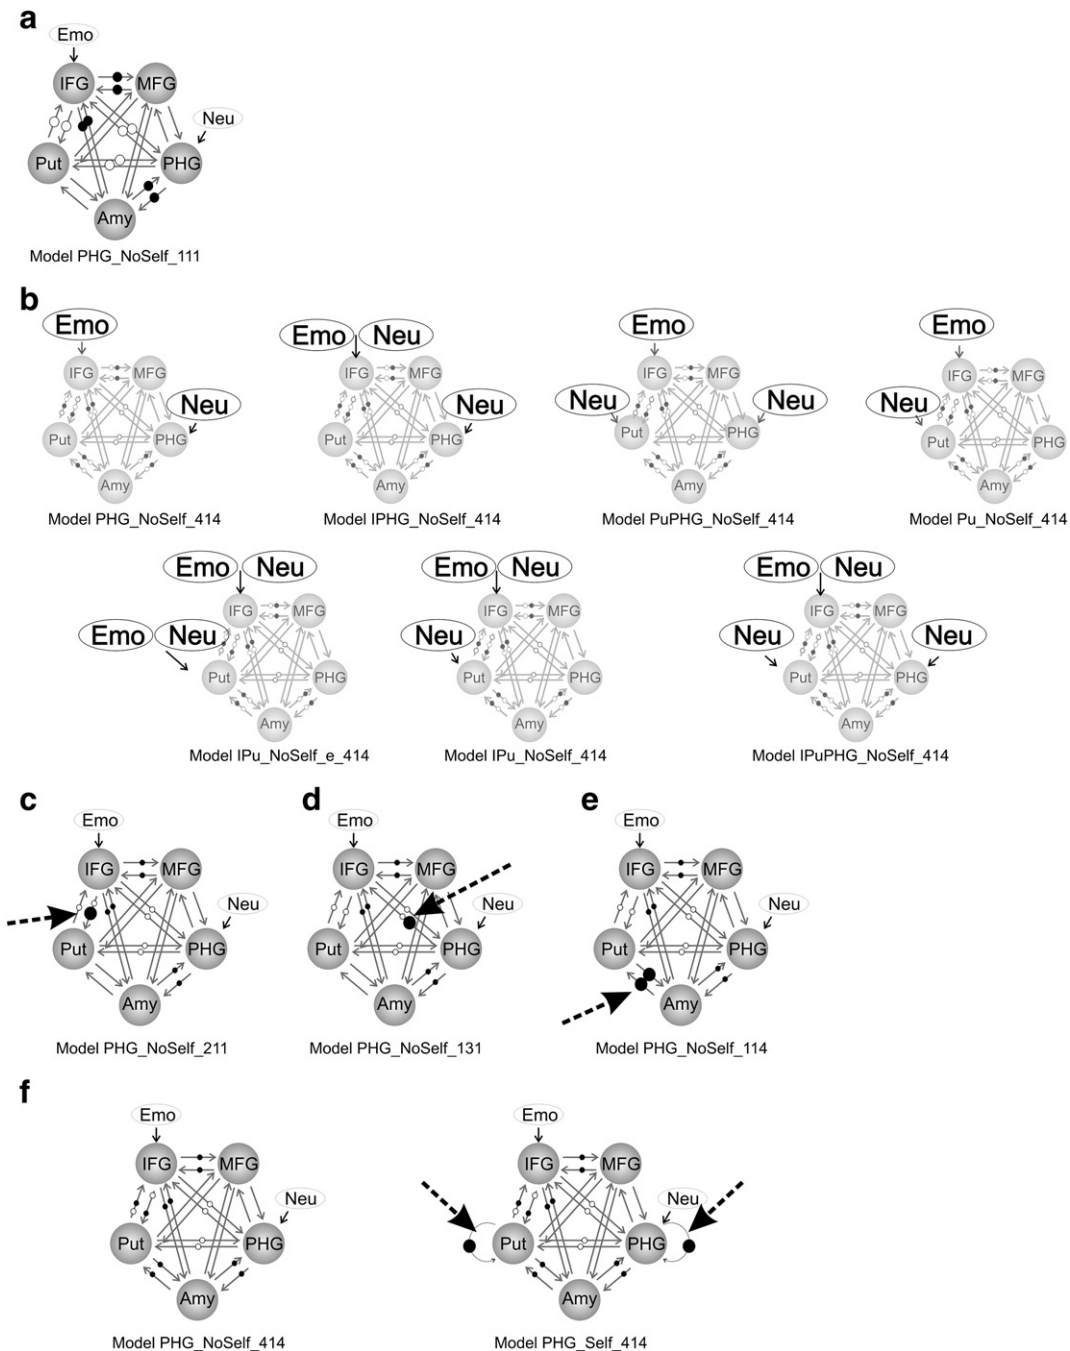 a
Emo
IFG MFG
Neu
Put PHG
Amy
Model PHG_NoSelf_111
b
Emo
IFG MFG
Neu
Put PHG
Amy
Model PHG_NoSelf_414
Emo Neu
IFG MFG
Neu
Put PHG
Amy
Model IPHG_NoSelf_414
Emo
IFG MFG
Neu Neu
Put PHG
Amy
Model PuPHG_NoSelf_414
Emo
IFG MFG
Neu
Put PHG
Amy
Model Pu_NoSelf_414
Emo Neu
IFG MFG
Emo Neu
Put PHG
Amy
Model IPu_NoSelf_e_414
Emo Neu
IFG MFG
Neu
Put PHG
Amy
Model IPu_NoSelf_414
Emo Neu
IFG MFG
Neu Neu
Put PHG
Amy
Model IPuPHG_NoSelf_414
c
Emo
IFG MFG
Neu
Put PHG
Amy
Model PHG_NoSelf_211
d
Emo
IFG MFG
Neu
Put PHG
Amy
Model PHG_NoSelf_131
e
Emo
IFG MFG
Neu
Put PHG
Amy
Model PHG_NoSelf_114
f
Emo
IFG MFG
Neu
Put PHG
Amy
Model PHG_NoSelf_414
Emo
IFG MFG
Neu
Put PHG
Amy
Model PHG_Self_414